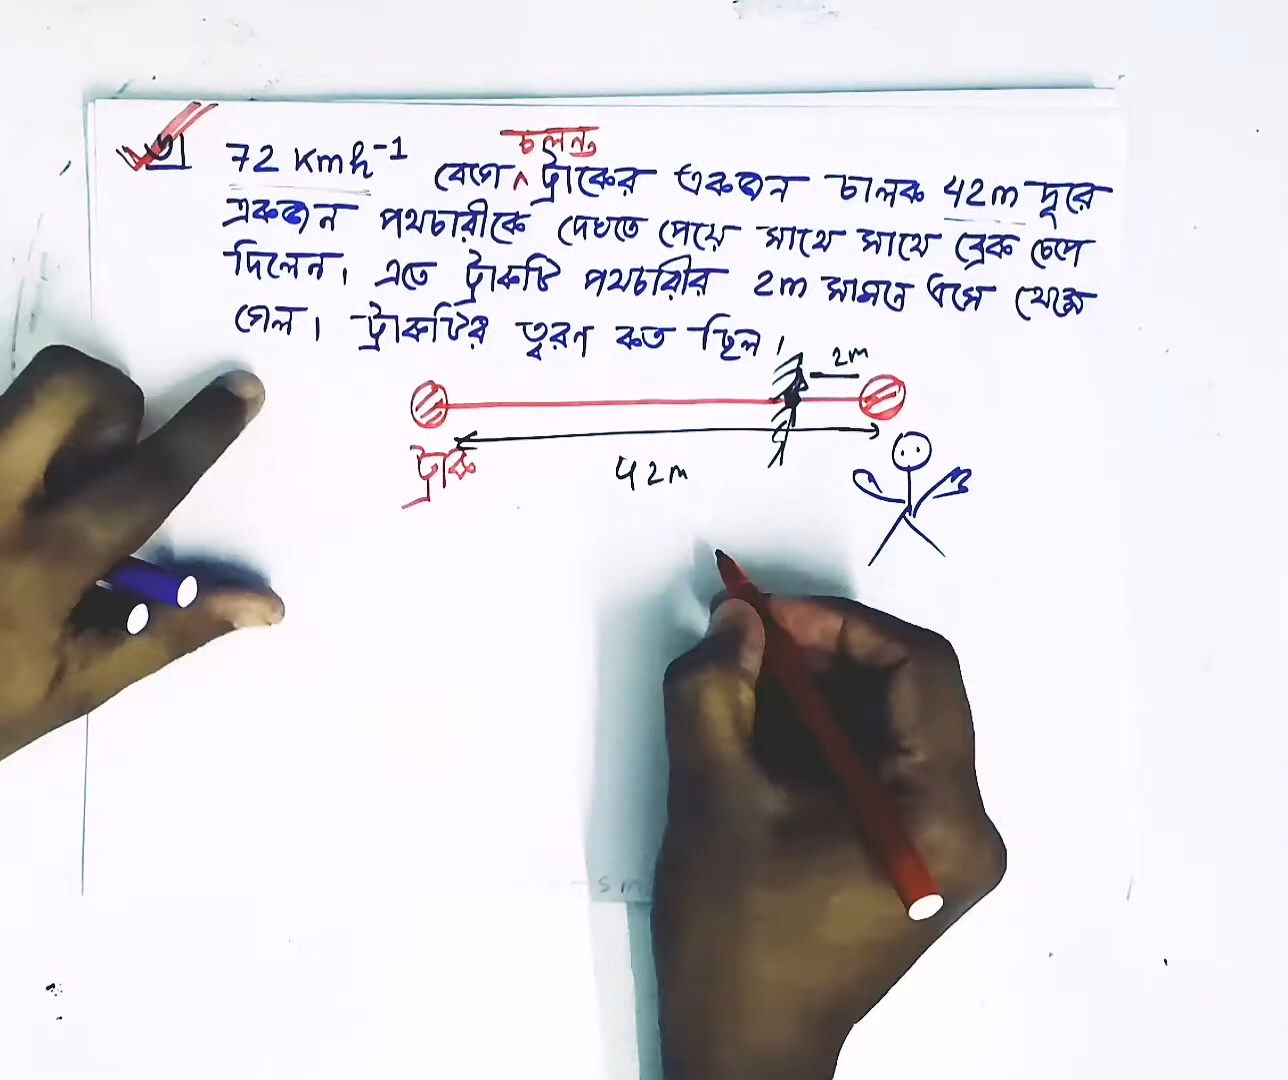 ৩। 72 Kmh⁻¹ বেগে চলন্ত ট্রাকের একজন চালক 42m দূরে
একজন পথচারীকে দেখতে পেয়ে সাথে সাথে ব্রেক চেপে
দিলেন। এতে ট্রাকটি পথচারীর 2m সামনে এসে থেমে
গেল। ট্রাকটির ত্বরণ কত ছিল।
2m
ট্রাক
42m